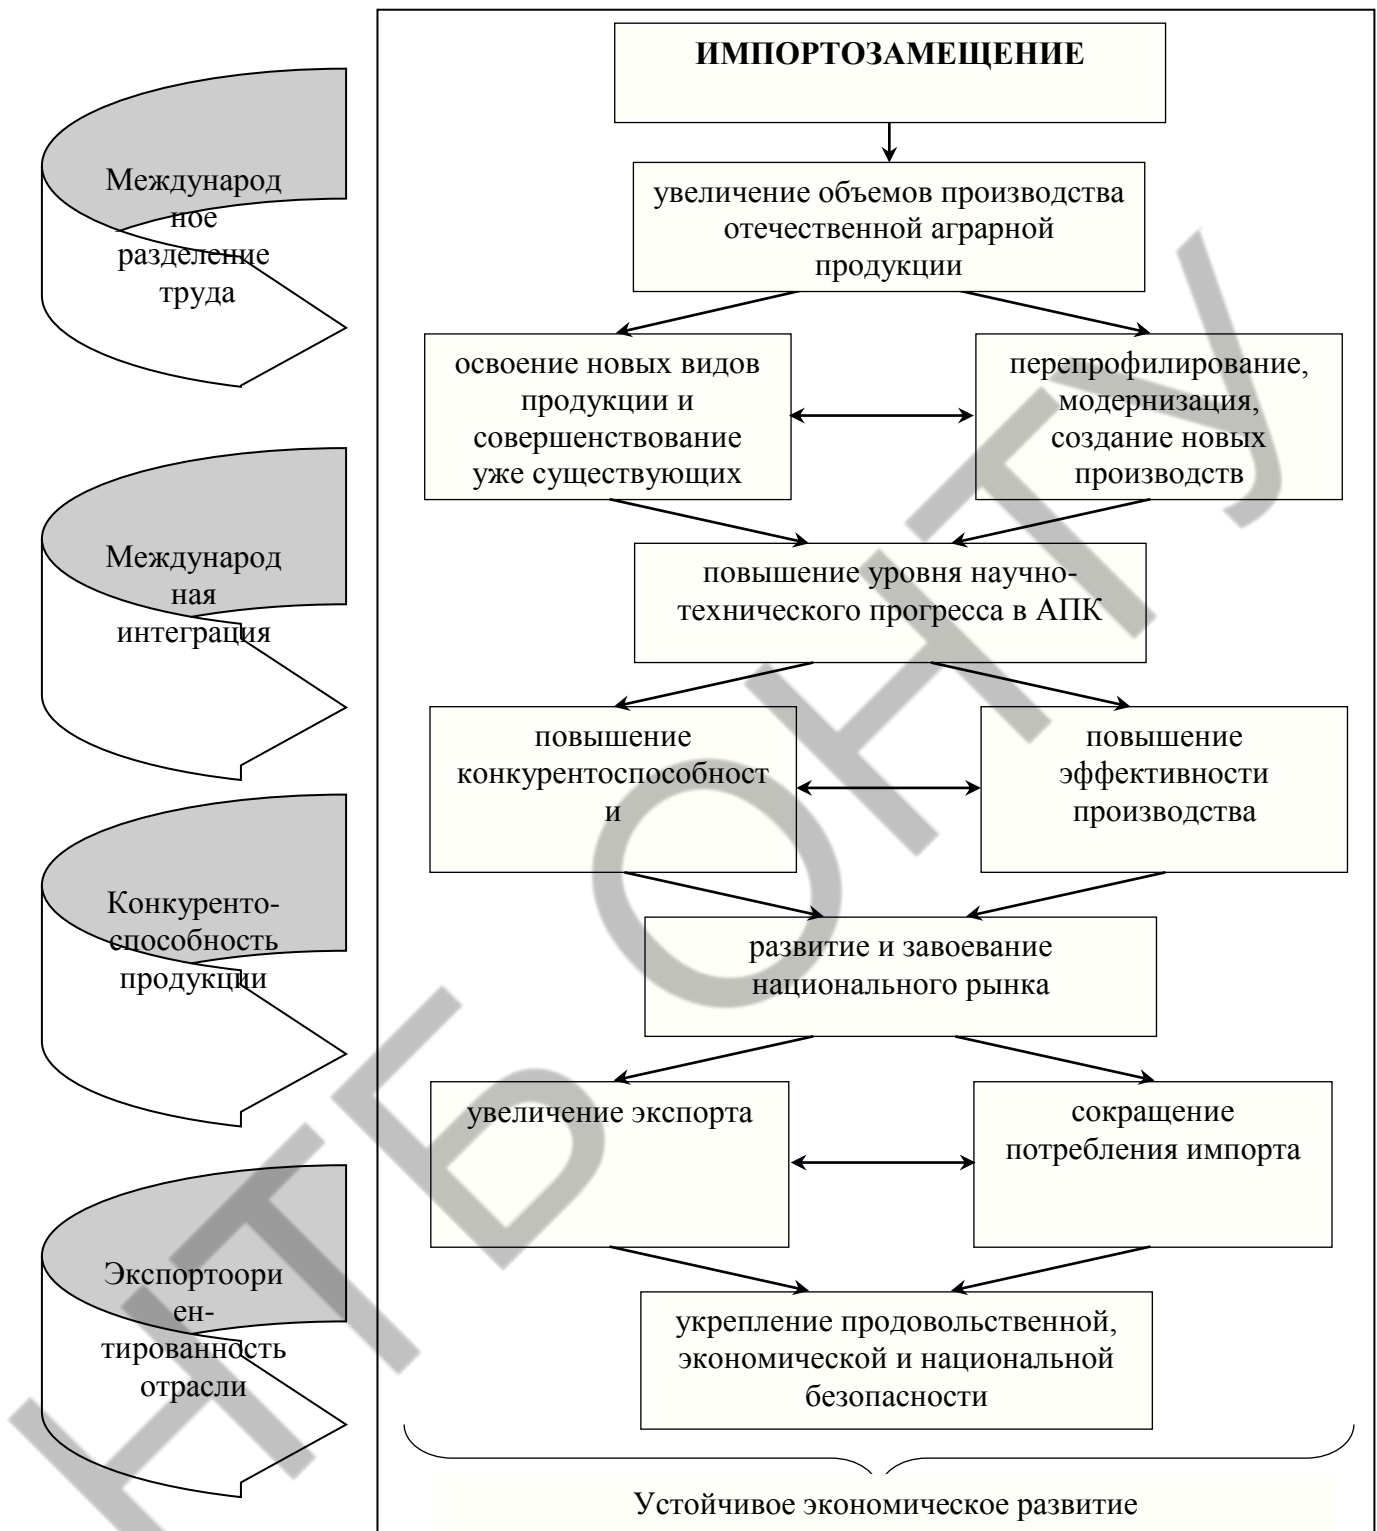 ИМПОРТОЗАМЕЩЕНИЕ
увеличение объемов производства
отечественной аграрной
продукции
освоение новых видов
продукции и
совершенствование
уже существующих
перепрофилирование,
модернизация,
создание новых
производств
повышение уровня научно-
технического прогресса в АПК
повышение
конкурентоспособност
и
повышение
эффективности
производства
развитие и завоевание
национального рынка
увеличение экспорта
сокращение
потребления импорта
укрепление продовольственной,
экономической и национальной
безопасности
Устойчивое экономическое развитие
Международ
ное
разделение
труда
Международ
ная
интеграция
Конкуренто-
способность
продукции
Экспортоори
ен-
тированность
отрасли
НТБ ОНТУ